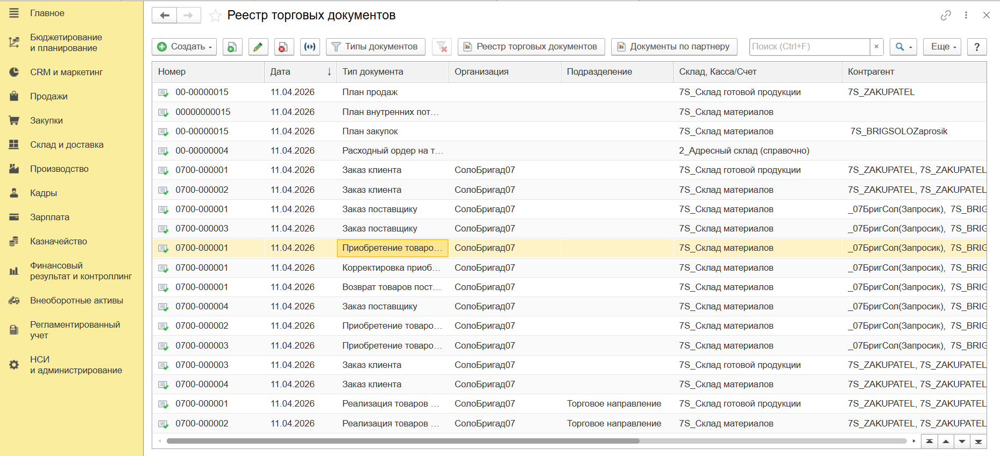 Главное
Бюджетирование
и планирование
CRM и маркетинг
Продажи
Закупки
Склад и доставка
Производство
Кадры
Зарплата
Казначейство
Финансовый
результат и контроллинг
Внеоборотные активы
Регламентированный
учет
НСИ
и администрирование
Реестр торговых документов
Создать Типы документов Реестр торговых документов Документы по партнеру Поиск (Ctrl+F) × Еще ?
Номер Дата ↓ Тип документа Организация Подразделение Склад, Касса/Счет Контрагент
00-00000015 11.04.2026 План продаж 7S_Склад готовой продукции 7S_ZAKUPATEL
00000000015 11.04.2026 План внутренних пот... 7S_Склад материалов
00-00000015 11.04.2026 План закупок 7S_Склад материалов 7S_BRIGSOLOZaprosik
00-00000004 11.04.2026 Расходный ордер на т... 2_Адресный склад (справочно)
0700-000001 11.04.2026 Заказ клиента СолоБригад07 7S_Склад готовой продукции 7S_ZAKUPATEL, 7S_ZAKUPATEL
0700-000002 11.04.2026 Заказ клиента СолоБригад07 7S_Склад материалов 7S_ZAKUPATEL, 7S_ZAKUPATEL
0700-000001 11.04.2026 Заказ поставщику СолоБригад07 7S_Склад материалов _07БригСол(Запросик), 7S_BRIG
0700-000003 11.04.2026 Заказ поставщику СолоБригад07 7S_Склад материалов _07БригСол(Запросик), 7S_BRIG
0700-000001 11.04.2026 Приобретение товаро... СолоБригад07 7S_Склад материалов _07БригСол(Запросик), 7S_BRIG
0700-000001 11.04.2026 Корректировка приоб... СолоБригад07 7S_Склад материалов _07БригСол(Запросик), 7S_BRIG
0700-000001 11.04.2026 Возврат товаров пост... СолоБригад07 7S_Склад материалов _07БригСол(Запросик), 7S_BRIG
0700-000004 11.04.2026 Заказ поставщику СолоБригад07 7S_Склад материалов _07БригСол(Запросик), 7S_BRIG
0700-000002 11.04.2026 Приобретение товаро... СолоБригад07 7S_Склад материалов _07БригСол(Запросик), 7S_BRIG
0700-000003 11.04.2026 Приобретение товаро... СолоБригад07 7S_Склад материалов _07БригСол(Запросик), 7S_BRIG
0700-000003 11.04.2026 Заказ клиента СолоБригад07 7S_Склад готовой продукции 7S_ZAKUPATEL, 7S_ZAKUPATEL
0700-000004 11.04.2026 Заказ клиента СолоБригад07 7S_Склад материалов 7S_ZAKUPATEL, 7S_ZAKUPATEL
0700-000001 11.04.2026 Реализация товаров ... СолоБригад07 Торговое направление 7S_Склад готовой продукции 7S_ZAKUPATEL, 7S_ZAKUPATEL
0700-000002 11.04.2026 Реализация товаров ... СолоБригад07 Торговое направление 7S_Склад материалов 7S_ZAKUPATEL, 7S_ZAKUPATEL